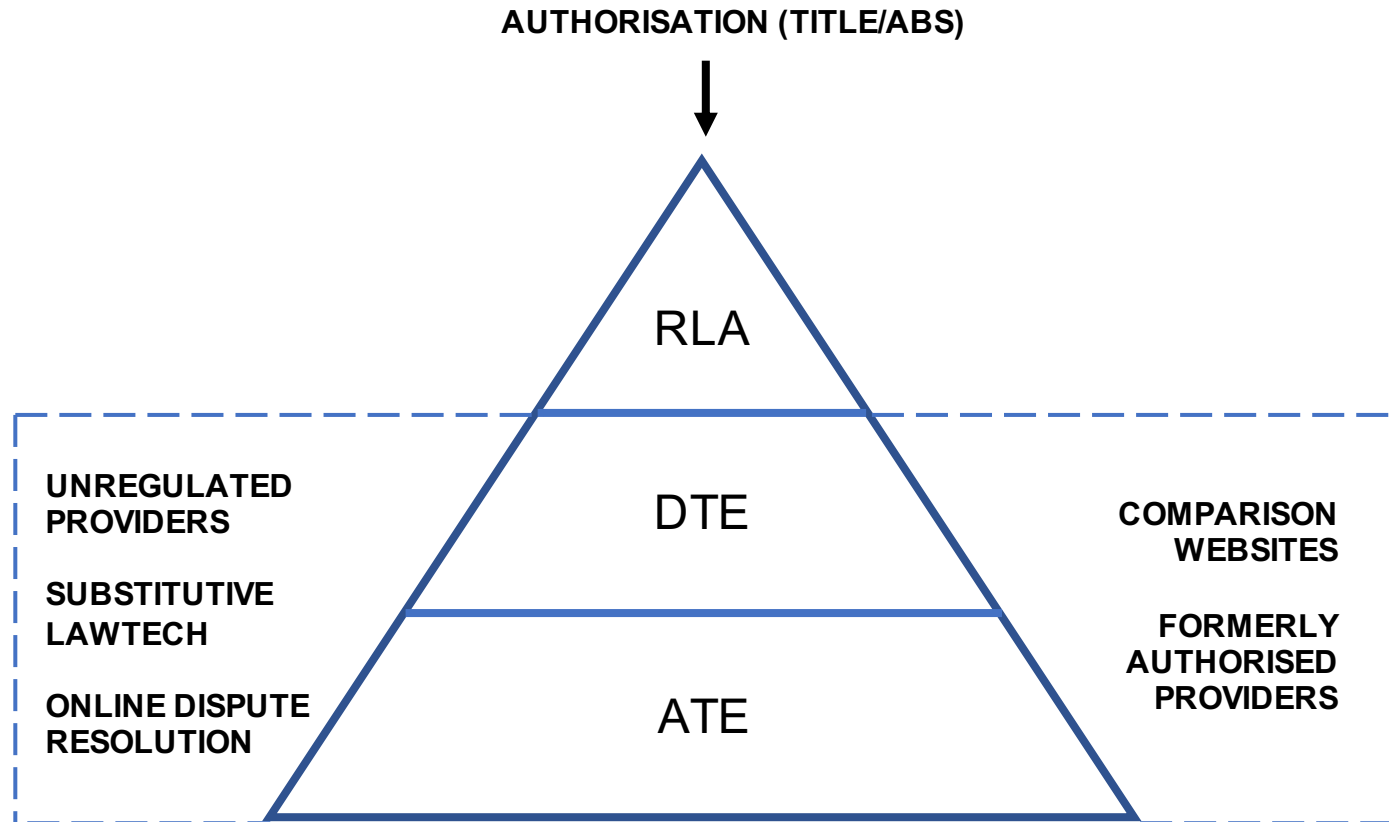 AUTHORISATION (TITLE/ABS)
RLA
UNREGULATED
PROVIDERS
SUBSTITUTIVE
LAWTECH
ONLINE DISPUTE
RESOLUTION
DTE
ATE
COMPARISON
WEBSITES
FORMERLY
AUTHORISED
PROVIDERS